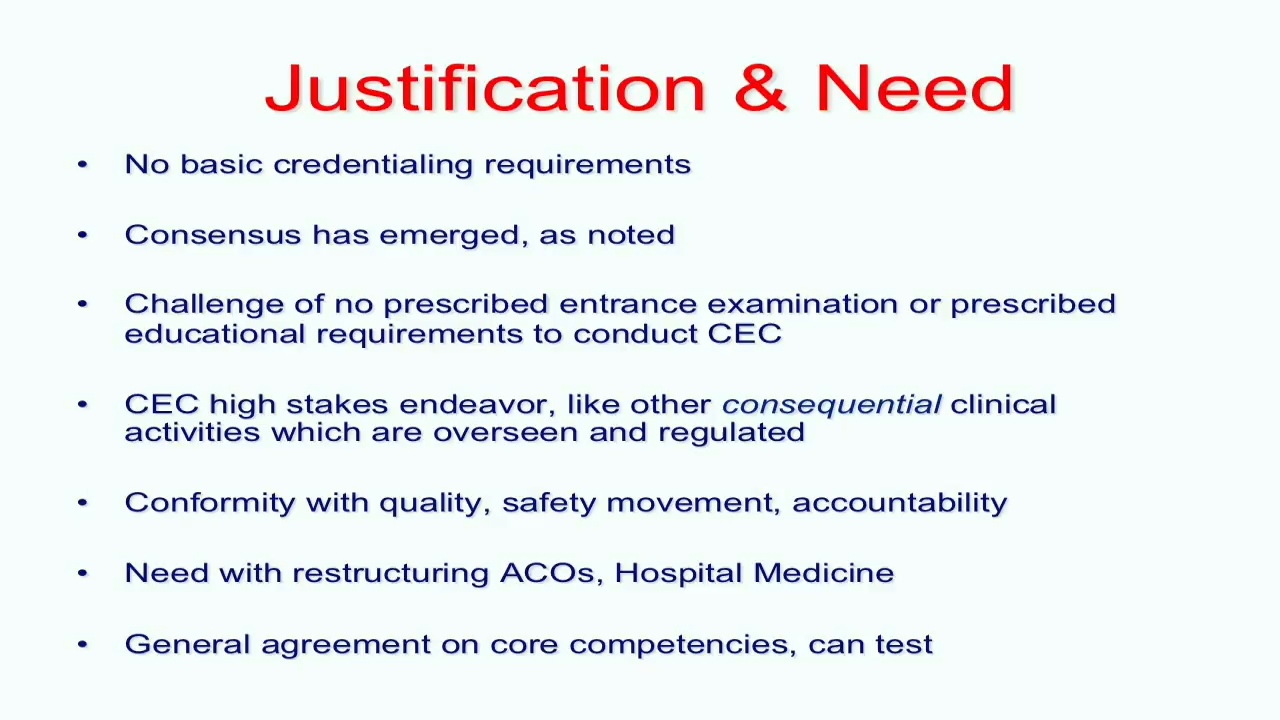 Justification & Need
• No basic credentialing requirements
• Consensus has emerged, as noted
• Challenge of no prescribed entrance examination or prescribed
educational requirements to conduct CEC
• CEC high stakes endeavor, like other consequential clinical
activities which are overseen and regulated
• Conformity with quality, safety movement, accountability
• Need with restructuring ACOs, Hospital Medicine
• General agreement on core competencies, can test